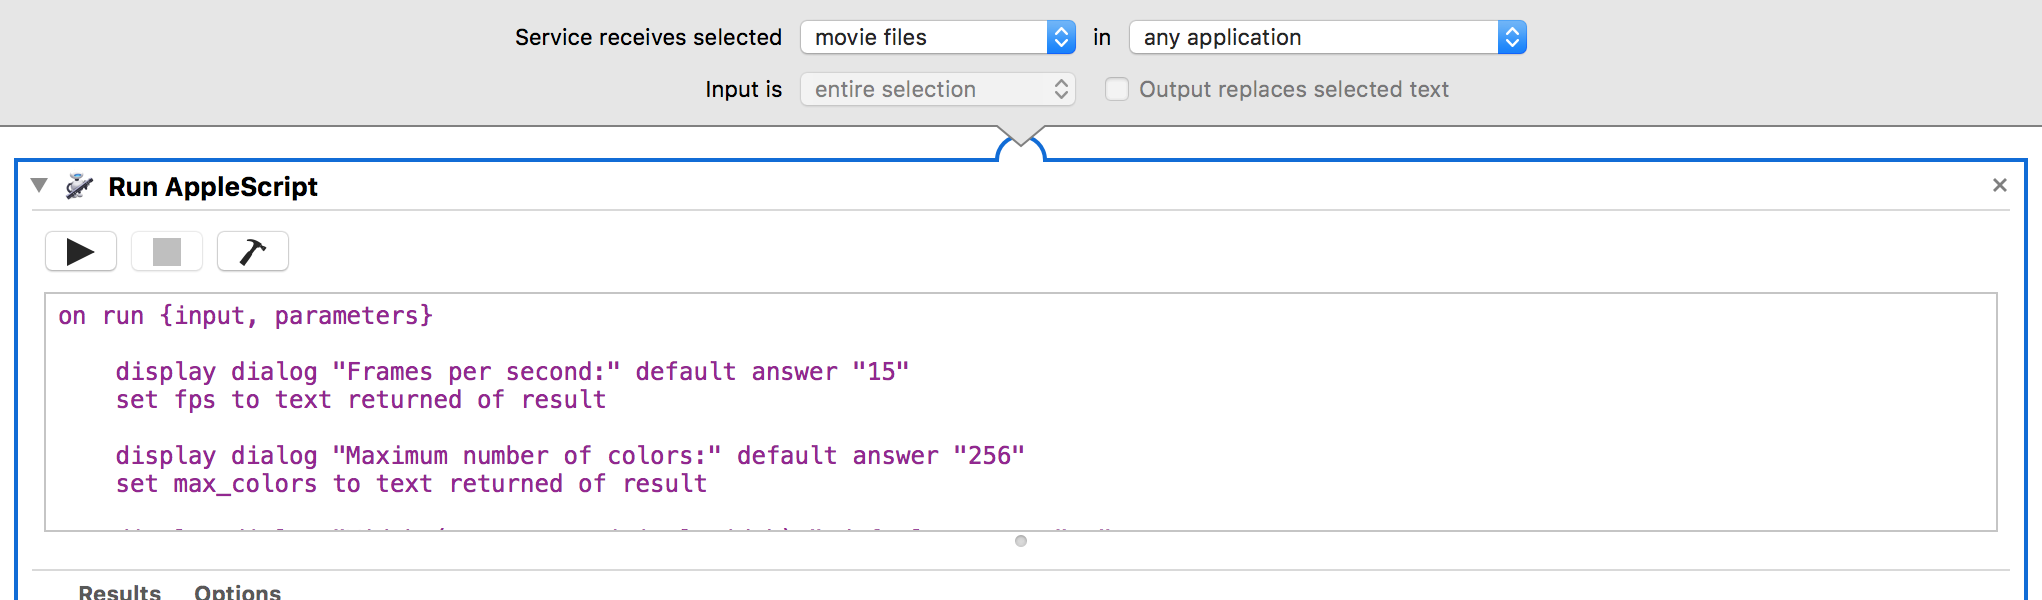 Service receives selected movie files in any application
Input is entire selection Output replaces selected text
Run AppleScript
on run {input, parameters}
display dialog "Frames per second:" default answer "15"
set fps to text returned of result
display dialog "Maximum number of colors:" default answer "256"
set max_colors to text returned of result
Results Options